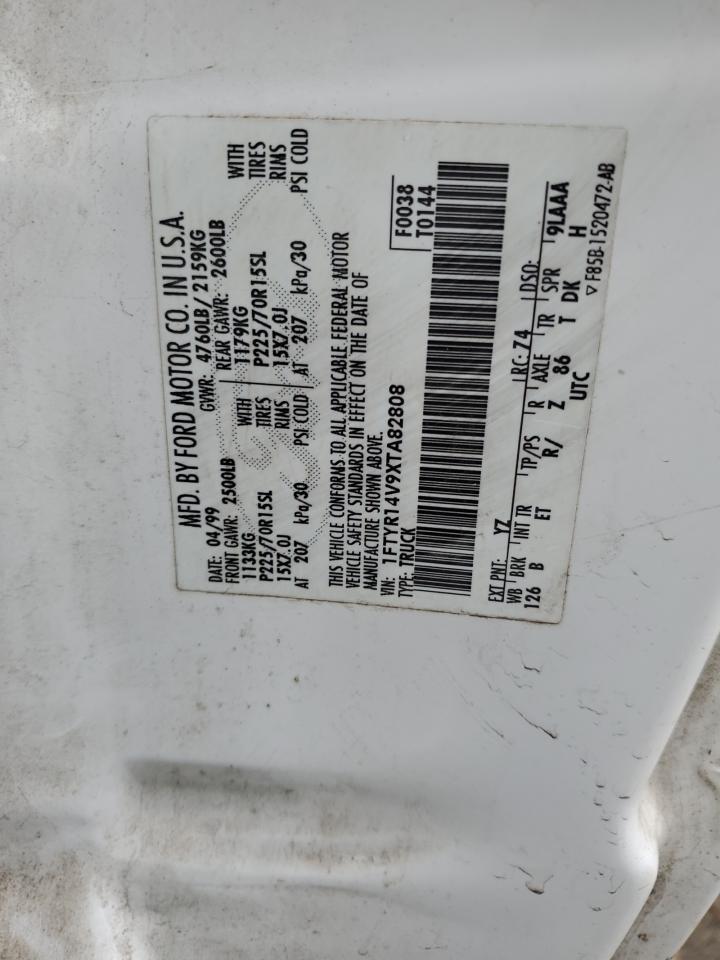 MFD. BY FORD MOTOR CO. IN U.S.A.
DATE: 04/99 GVWR: 4760LB/ 2159KG
FRONT GAWR: 2500LB REAR GAWR: 2600LB
1133KG WITH 1179KG WITH
P225/70R15SL TIRES P225/70R15SL TIRES
15X7.0J RIMS 15X7.0J RIMS
AT 207 kPa/30 PSI COLD AT 207 kPa/30 PSI COLD
THIS VEHICLE CONFORMS TO ALL APPLICABLE FEDERAL MOTOR
VEHICLE SAFETY STANDARDS IN EFFECT ON THE DATE OF
MANUFACTURE SHOWN ABOVE.
VIN: 1FTYR14V9XTA82808 F0038
TYPE: TRUCK T0144
EXT PNT: YZ RC: 74 DSO:
WB BRK INT TR TP/PS R AXLE TR SPR 9LAAA
126 B ET R/ Z 86 T DK H
UTC ▽ F85B-1520472-AB